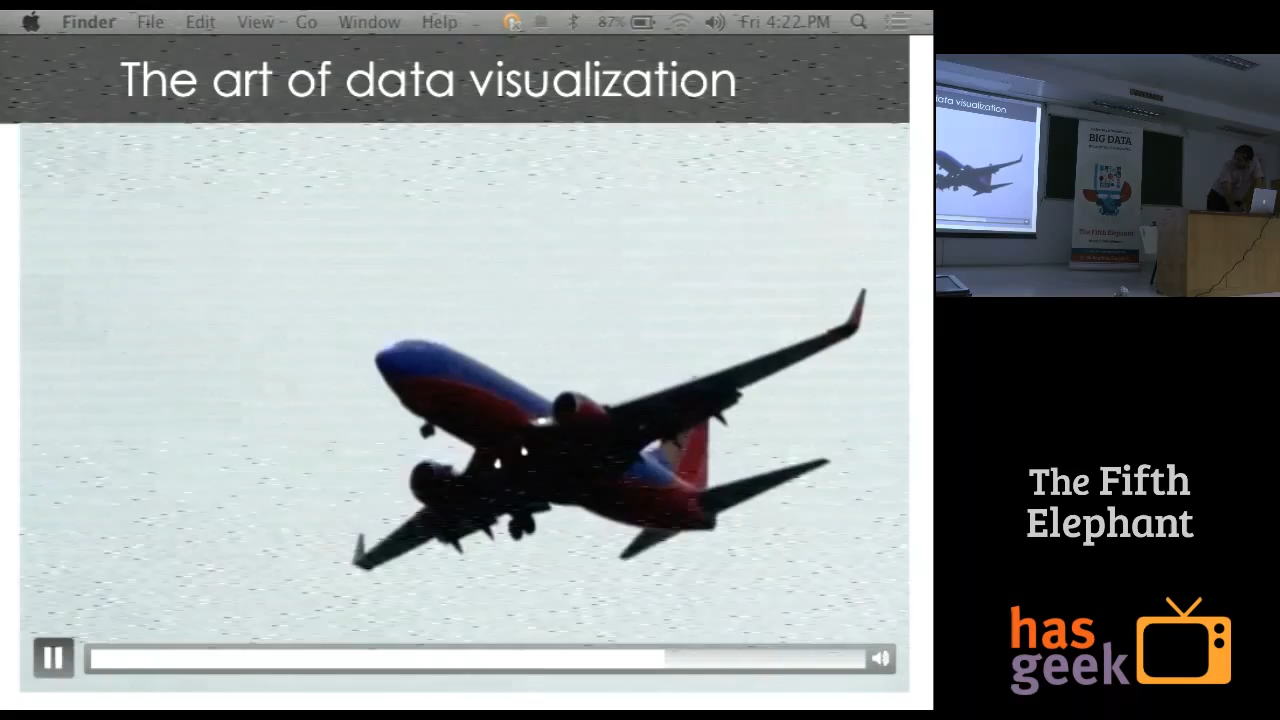 Finder File Edit View Go Window Help 87% Fri 4:22 PM
The art of data visualization
data visualization
BIG DATA
The Fifth Elephant
The Fifth
Elephant
has
geek